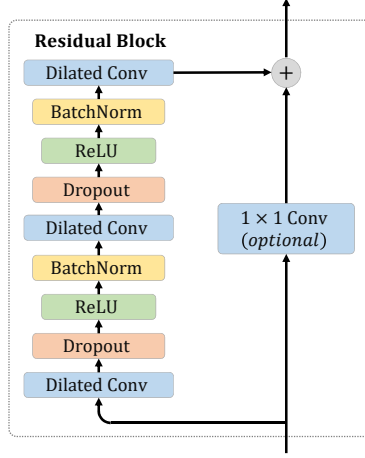 Residual Block
Dilated Conv
+
BatchNorm
ReLU
Dropout
Dilated Conv
1 × 1 Conv
(optional)
BatchNorm
ReLU
Dropout
Dilated Conv